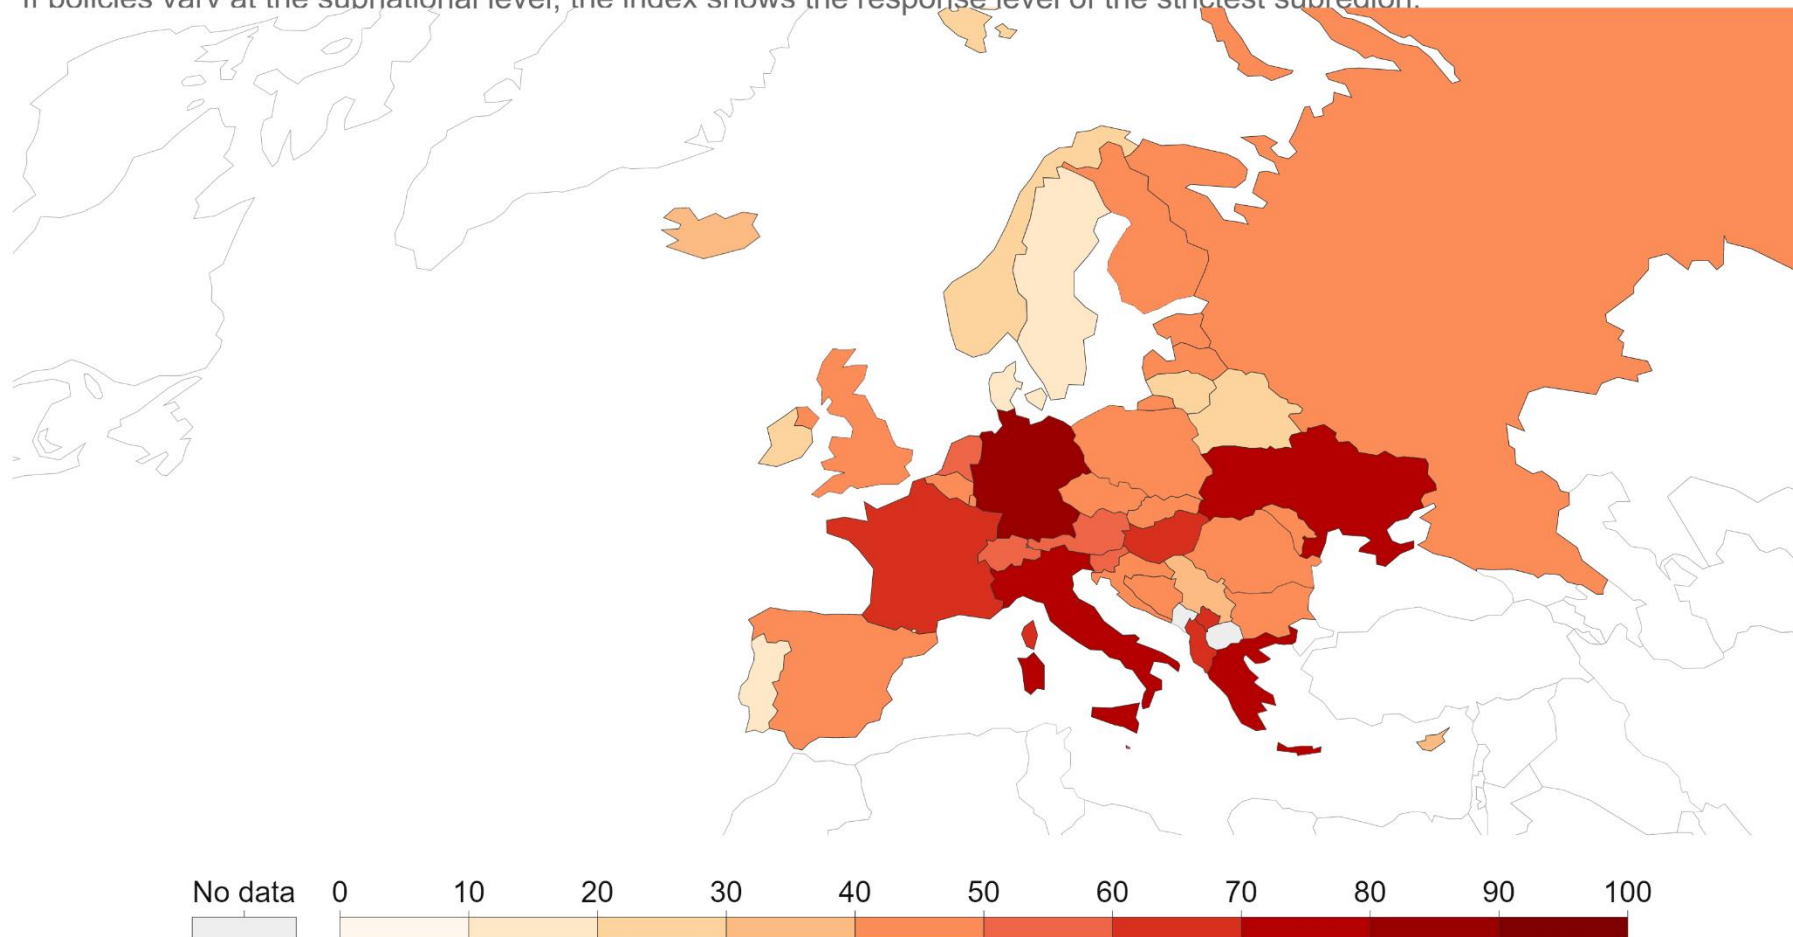 If policies vary at the subnational level, the index shows the response level of the strictest subregion.
No data 0 10 20 30 40 50 60 70 80 90 100